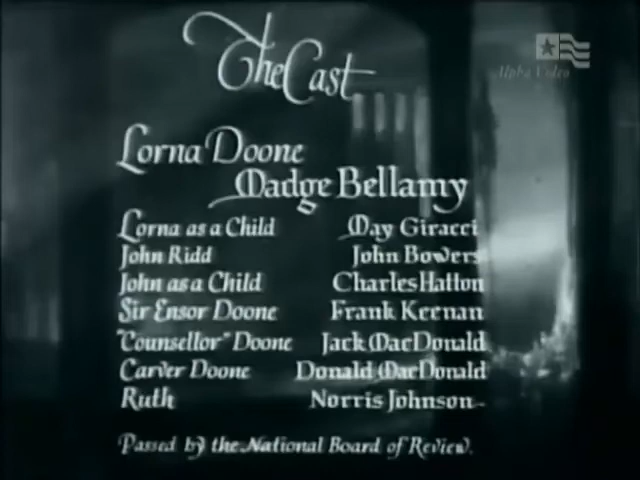 The Cast
Alpha Video
Lorna Doone
Madge Bellamy
Lorna as a Child May Giracci
John Ridd John Bowers
John as a Child Charles Hatton
Sir Ensor Doone Frank Keenan
"Counsellor" Doone Jack MacDonald
Carver Doone Donald MacDonald
Ruth Norris Johnson
Passed by the National Board of Review.